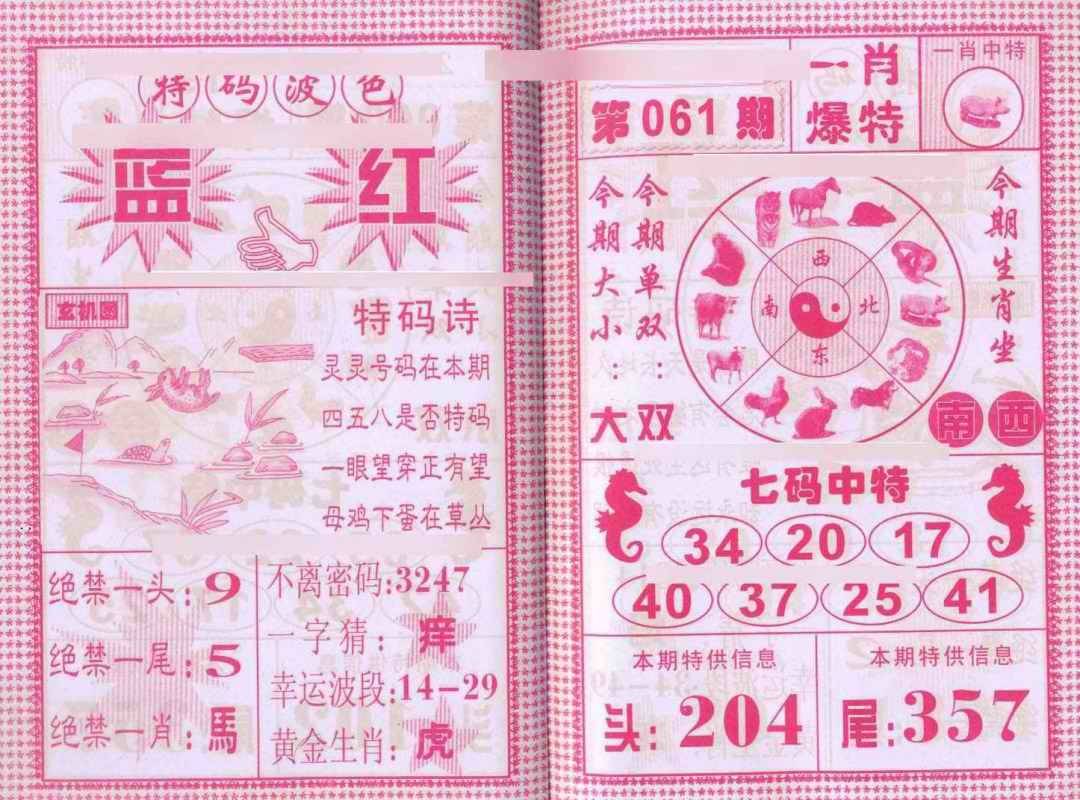 特码波色
蓝 红
玄机图
特码诗
灵灵号码在本期
四五八是否特码
一眼望穿正有望
母鸡下蛋在草丛
绝禁一头:9
绝禁一尾:5
绝禁一肖:馬
不离密码:3247
一字猜:痒
幸运波段:14-29
黄金生肖:虎
第061期
一肖
爆特
一肖中特
今期大小:大
今期单双:双
西
南 北
东
今期生肖坐
南 西
七码中特
34 20 17
40 37 25 41
本期特供信息
头:204
本期特供信息
尾:357